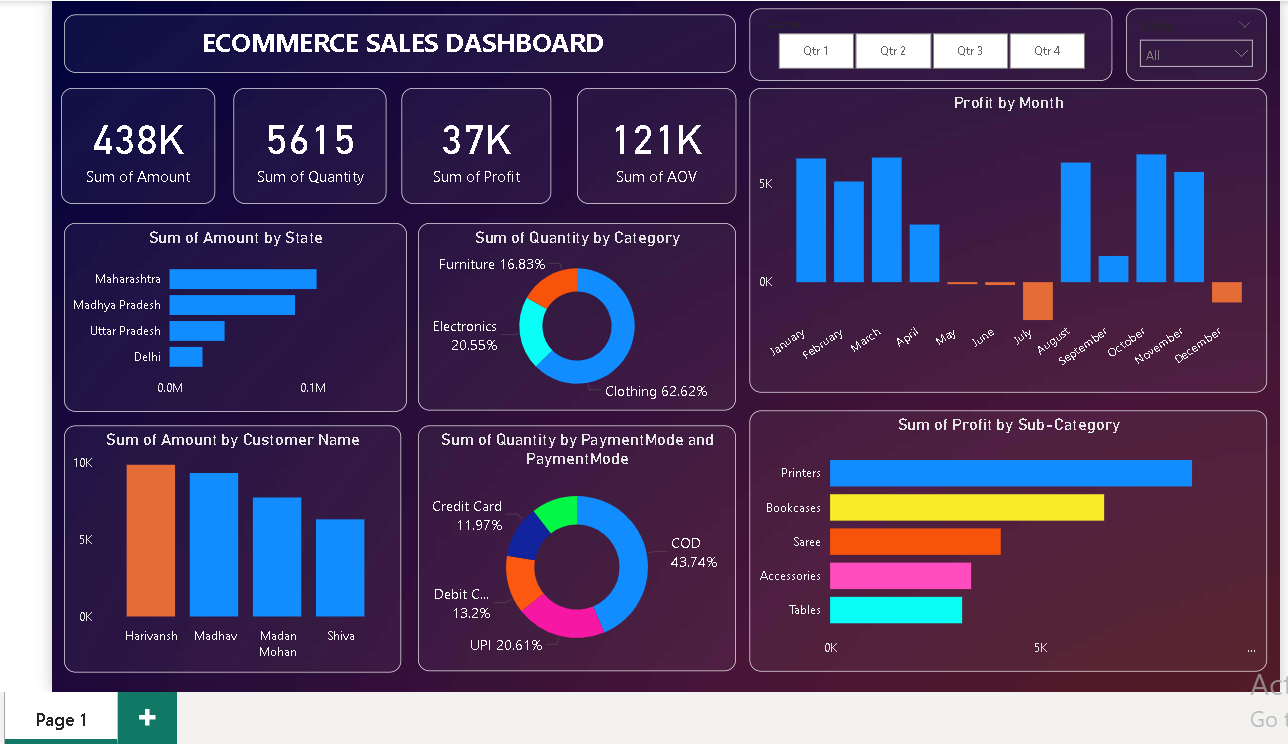 ECOMMERCE SALES DASHBOARD
Qtr 1 Qtr 2 Qtr 3 Qtr 4
All
438K
Sum of Amount
5615
Sum of Quantity
37K
Sum of Profit
121K
Sum of AOV
Profit by Month
5K
0K
January February March April May June July August September October November December
Sum of Amount by State
Maharashtra
Madhya Pradesh
Uttar Pradesh
Delhi
0.0M 0.1M
Sum of Quantity by Category
Furniture 16.83%
Electronics
20.55%
Clothing 62.62%
Sum of Amount by Customer Name
10K
5K
0K
Harivansh Madhav Madan
Mohan Shiva
Sum of Quantity by PaymentMode and
PaymentMode
Credit Card
11.97%
COD
43.74%
Debit C...
13.2%
UPI 20.61%
Sum of Profit by Sub-Category
Printers
Bookcases
Saree
Accessories
Tables
0K 5K ...
Page 1
+
Act
Go t